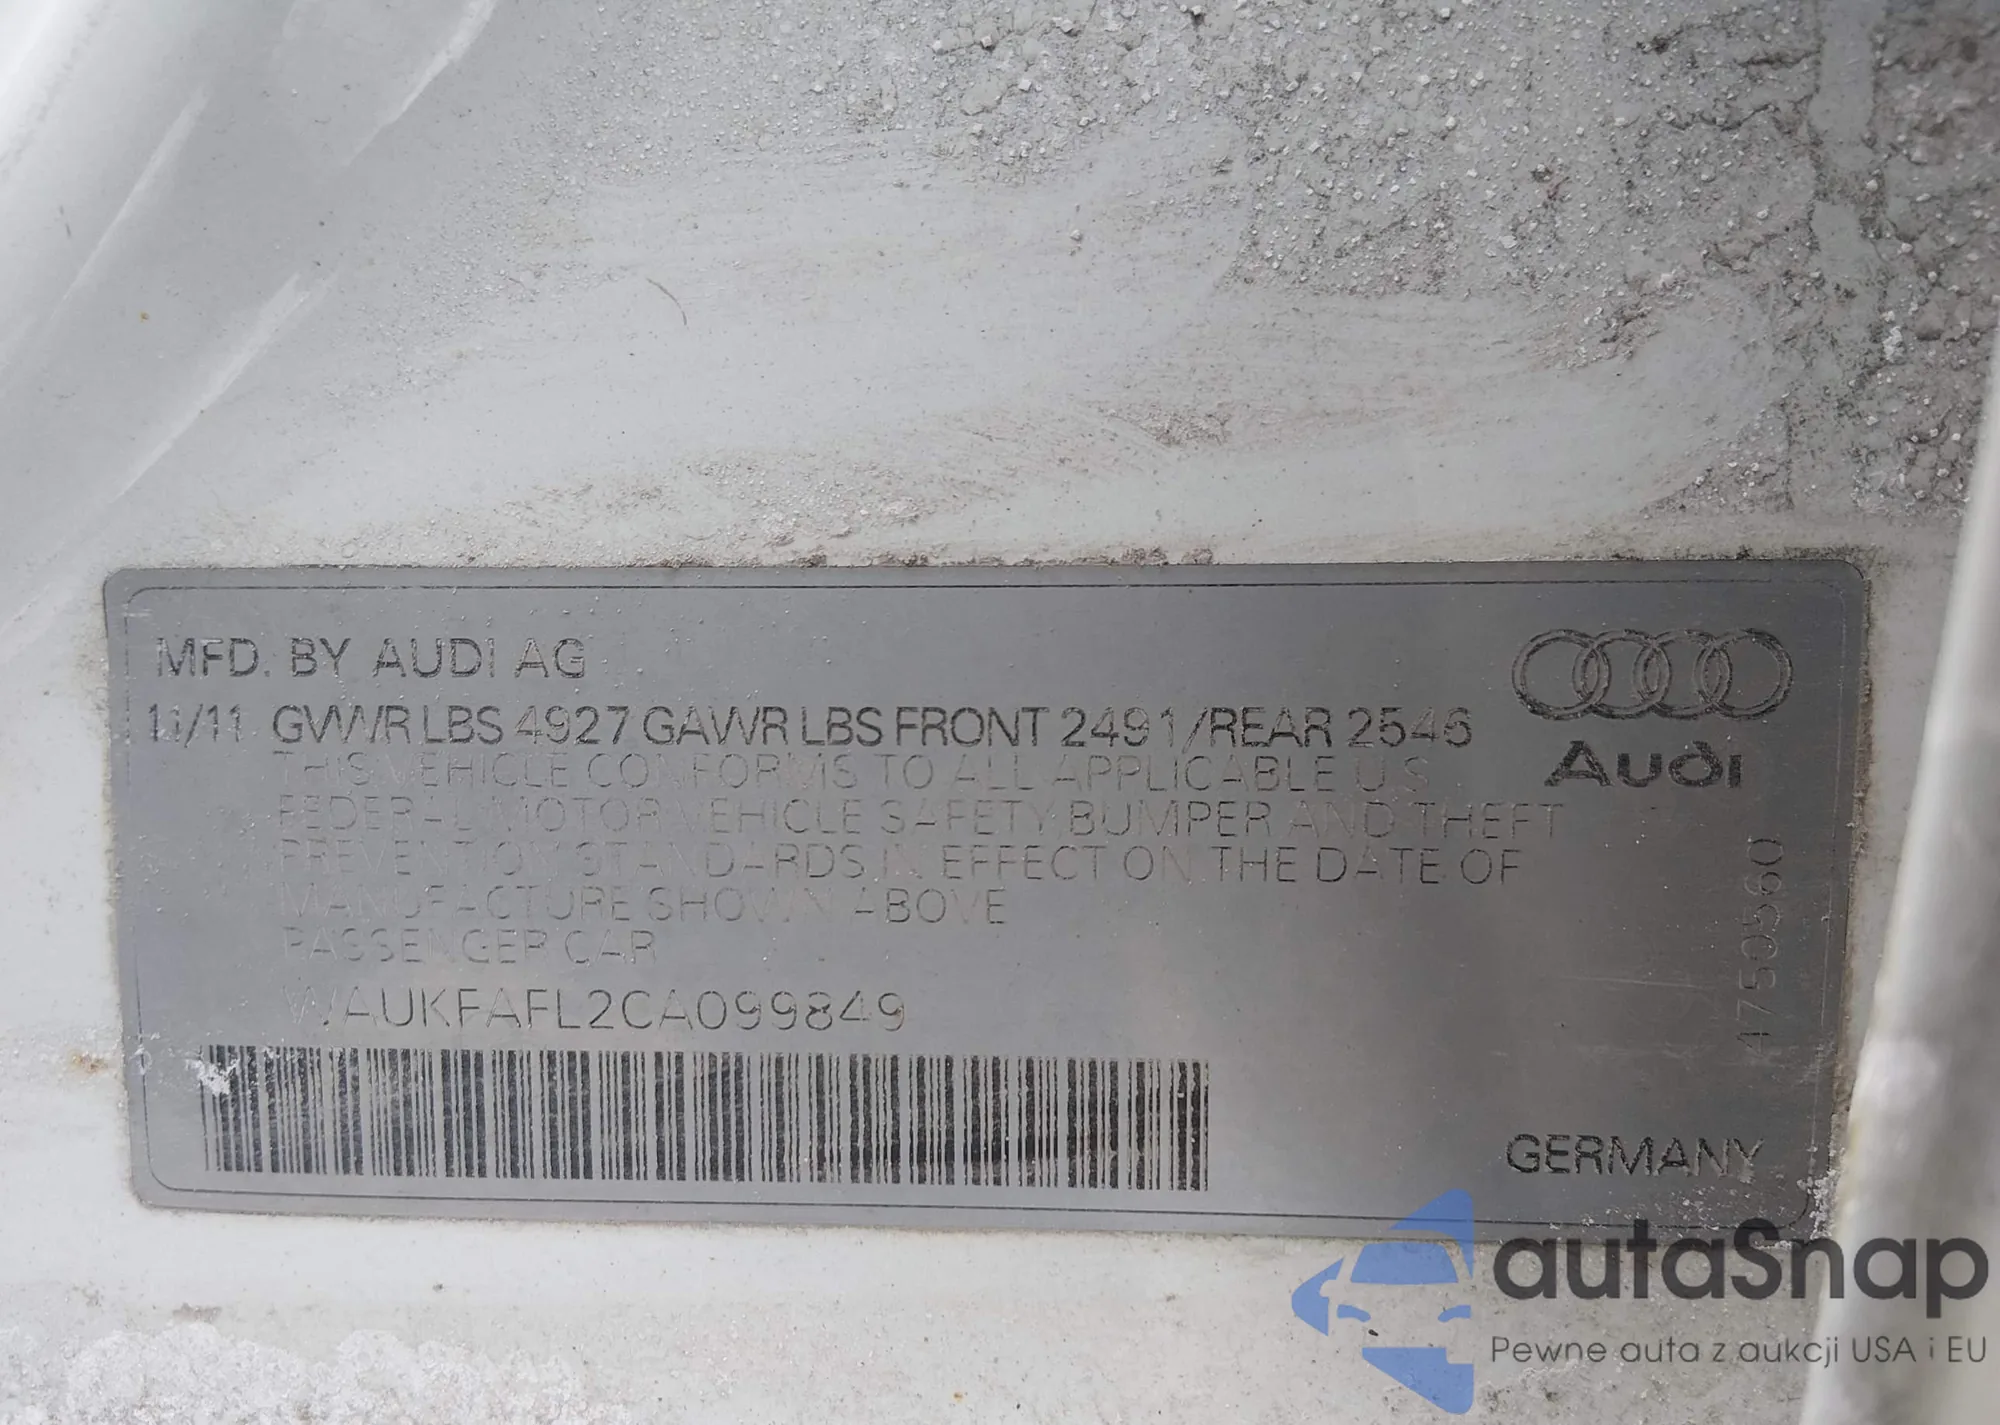 MFD. BY AUDI AG
11/11 GVWR LBS 4927 GAWR LBS FRONT 2491/REAR 2546
THIS VEHICLE CONFORMS TO ALL APPLICABLE U S
FEDERAL MOTOR VEHICLE SAFETY BUMPER AND THEFT
PREVENTION STANDARDS IN EFFECT ON THE DATE OF
MANUFACTURE SHOWN ABOVE
PASSENGER CAR
WAUKFAFL2CA099849
Audi
4750560
GERMANY
autaSnap
Pewne auta z aukcji USA i EU